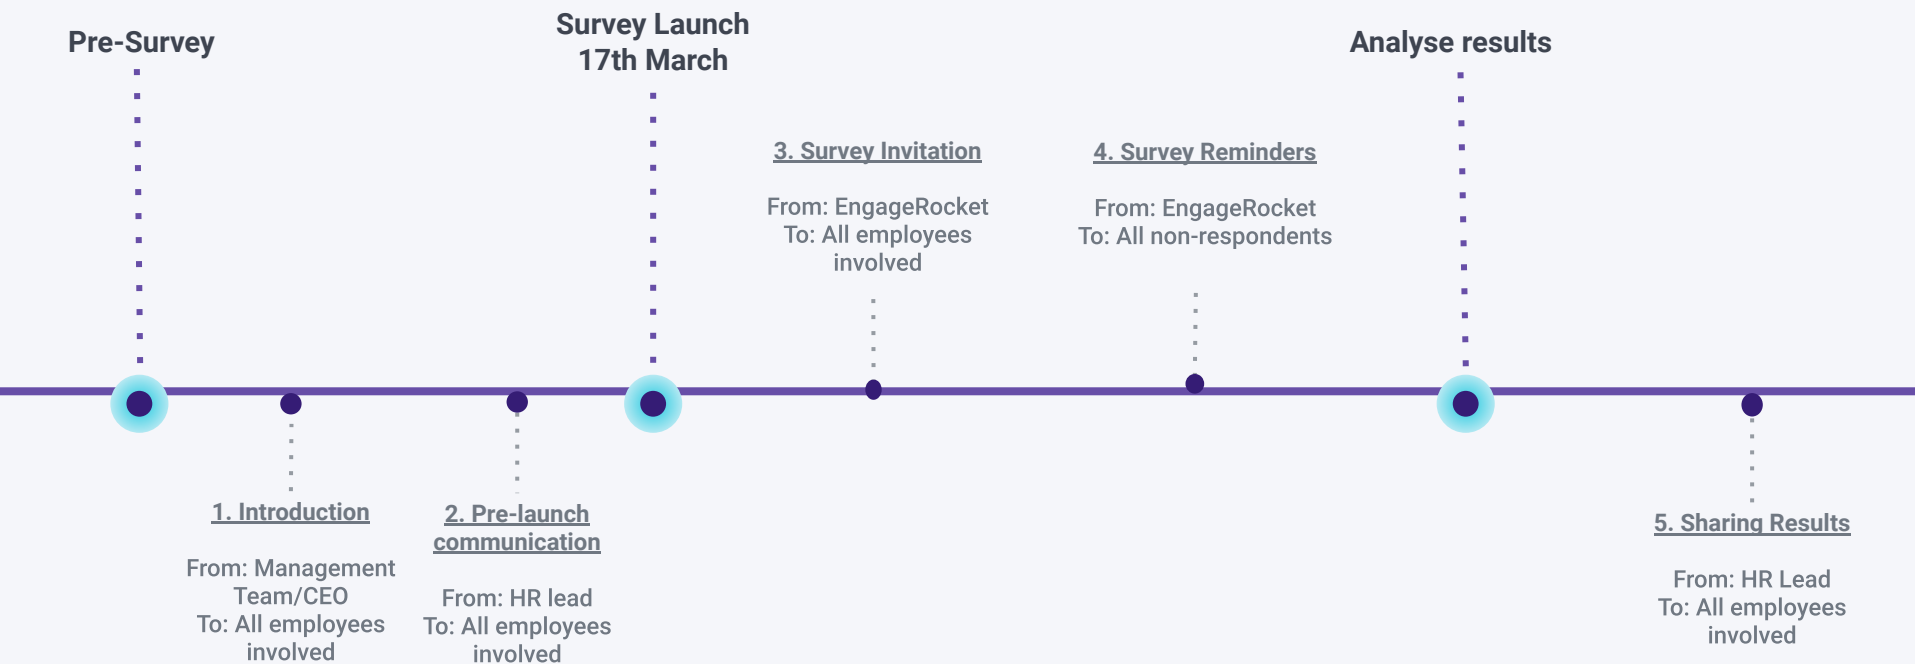 Pre-Survey
Survey Launch
17th March
Analyse results
3. Survey Invitation
From: EngageRocket
To: All employees
involved
4. Survey Reminders
From: EngageRocket
To: All non-respondents
1. Introduction
From: Management
Team/CEO
To: All employees
involved
2. Pre-launch
communication
From: HR lead
To: All employees
involved
5. Sharing Results
From: HR Lead
To: All employees
involved